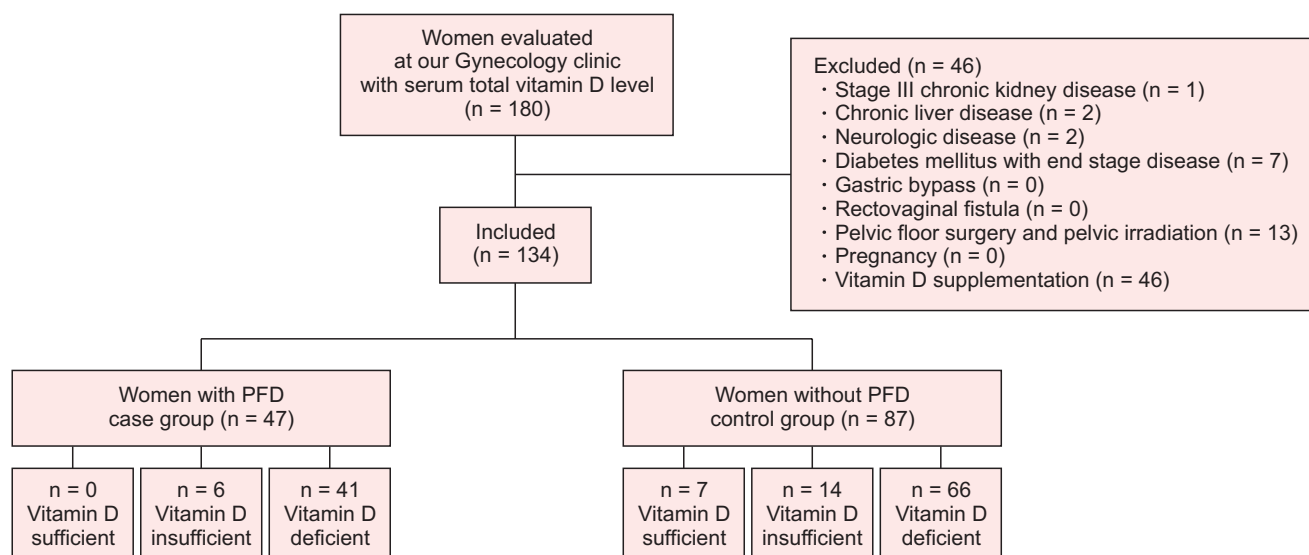 Women evaluated
at our Gynecology clinic
with serum total vitamin D level
(n = 180)
Excluded (n = 46)
· Stage III chronic kidney disease (n = 1)
· Chronic liver disease (n = 2)
· Neurologic disease (n = 2)
· Diabetes mellitus with end stage disease (n = 7)
· Gastric bypass (n = 0)
· Rectovaginal fistula (n = 0)
· Pelvic floor surgery and pelvic irradiation (n = 13)
· Pregnancy (n = 0)
· Vitamin D supplementation (n = 46)
Included
(n = 134)
Women with PFD
case group (n = 47)
Women without PFD
control group (n = 87)
n = 0
Vitamin D
sufficient
n = 6
Vitamin D
insufficient
n = 41
Vitamin D
deficient
n = 7
Vitamin D
sufficient
n = 14
Vitamin D
insufficient
n = 66
Vitamin D
deficient